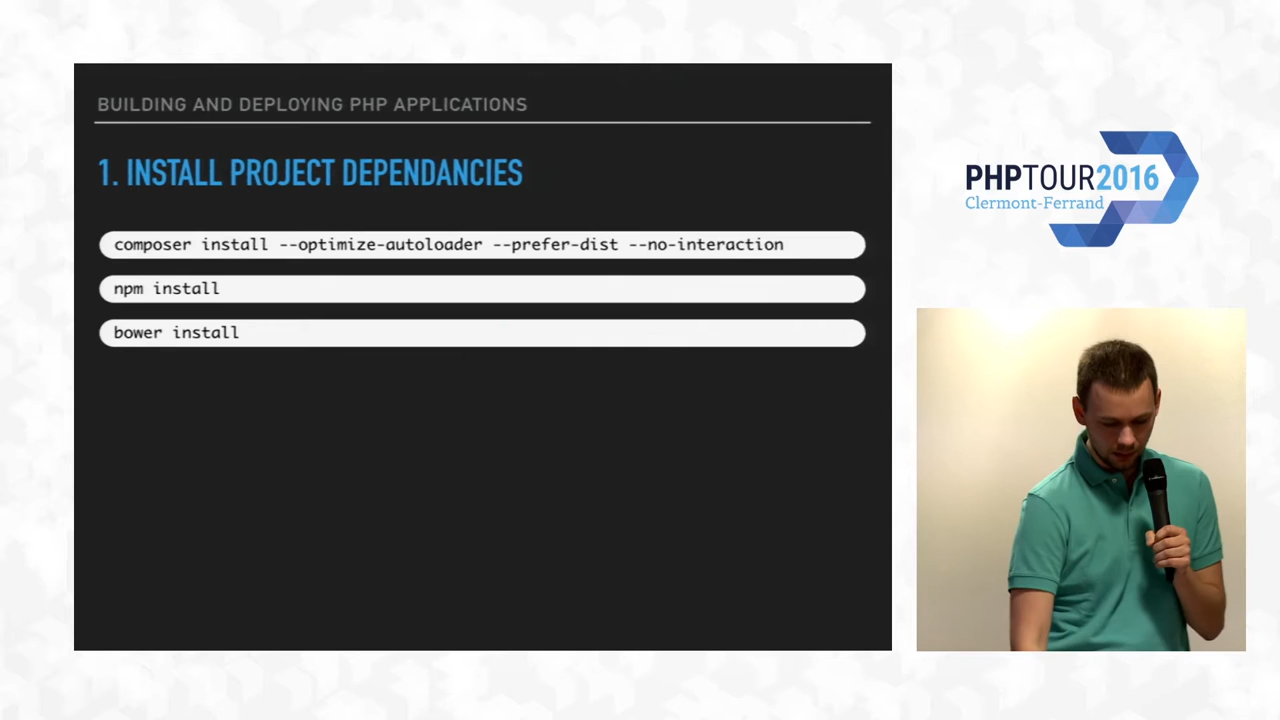 BUILDING AND DEPLOYING PHP APPLICATIONS
1. INSTALL PROJECT DEPENDANCIES
composer install --optimize-autoloader --prefer-dist --no-interaction
npm install
bower install
PHPTOUR2016
Clermont-Ferrand